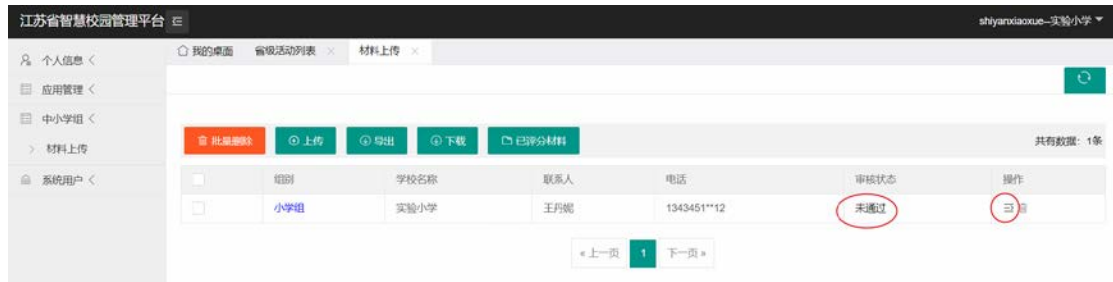 江苏省智慧校园管理平台
shiyanxiaoxue--实验小学
我的桌面 省级活动列表 材料上传
个人信息
应用管理
中小学组
材料上传
系统用户
批量删除 上传 导出 下载 已评分材料 共有数据：1条
组别 学校名称 联系人 电话 审核状态 操作
小学组 实验小学 王丹妮 1343451**12 未通过
« 上一页 1 下一页 »